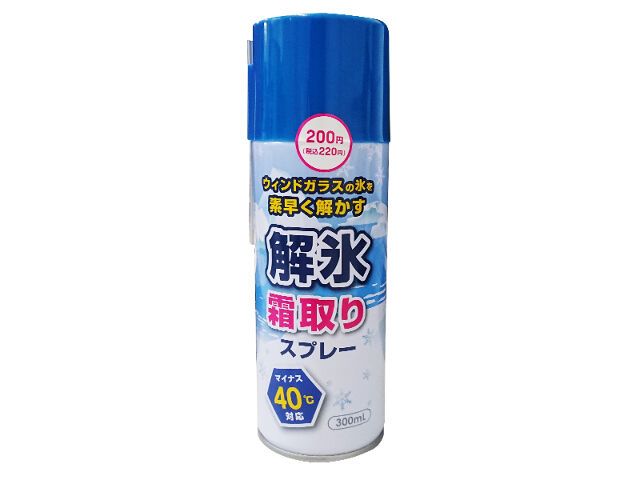 200円
(税込220円)
ウィンドガラスの氷を
素早く解かす
解氷
霜取り
スプレー
マイナス
40℃
対応
300mL